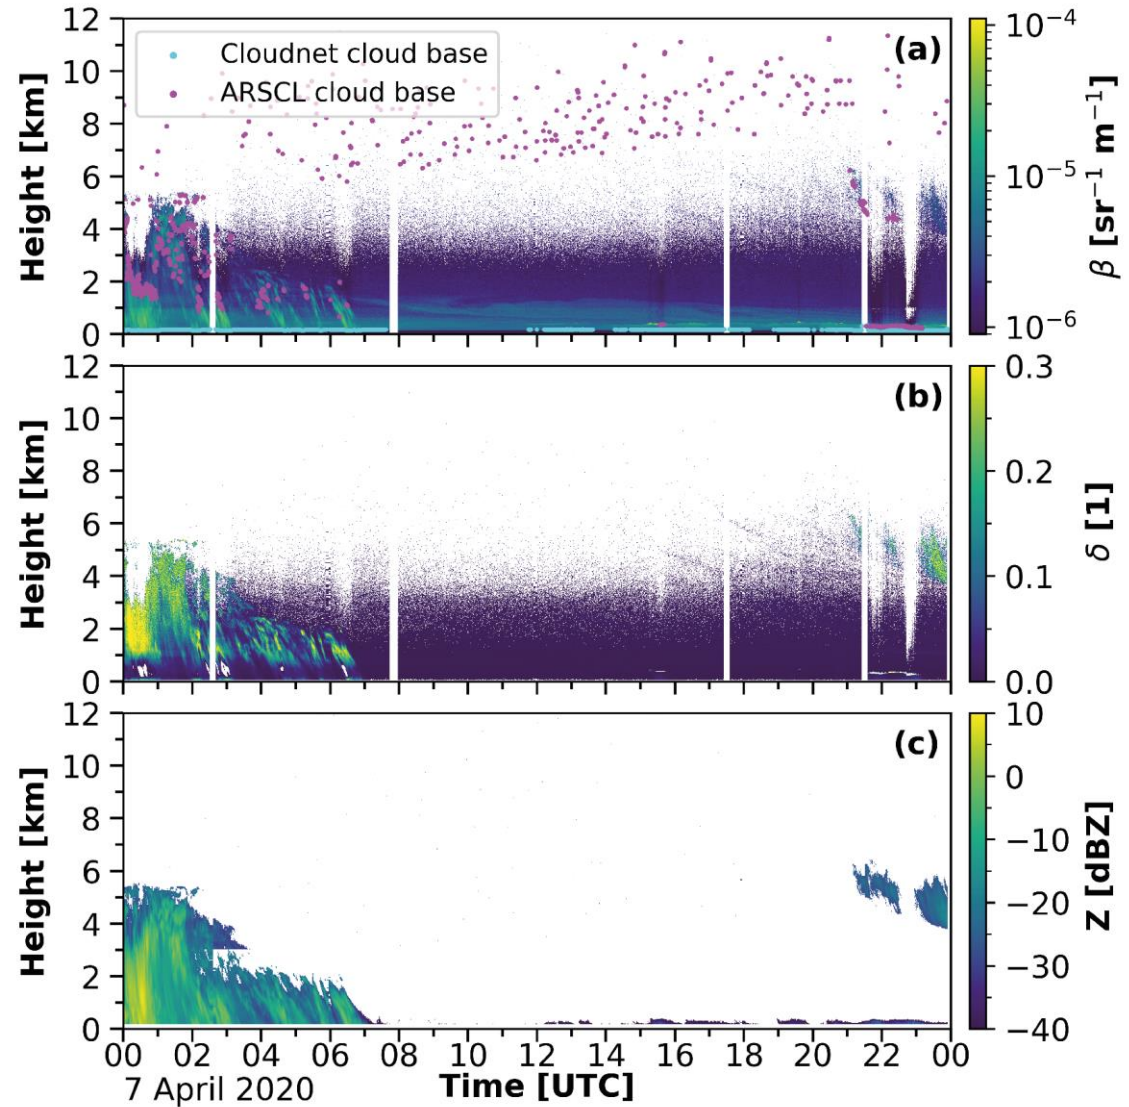 12
10
8
6
4
2
0
Height [km]
Cloudnet cloud base
ARSCL cloud base
(a)
10⁻⁴
10⁻⁵
10⁻⁶
β [sr⁻¹ m⁻¹]
12
10
8
6
4
2
0
Height [km]
(b)
0.3
0.2
0.1
0.0
δ [1]
12
10
8
6
4
2
0
Height [km]
(c)
10
0
−10
−20
−30
−40
Z [dBZ]
00 02 04 06 08 10 12 14 16 18 20 22 00
7 April 2020
Time [UTC]